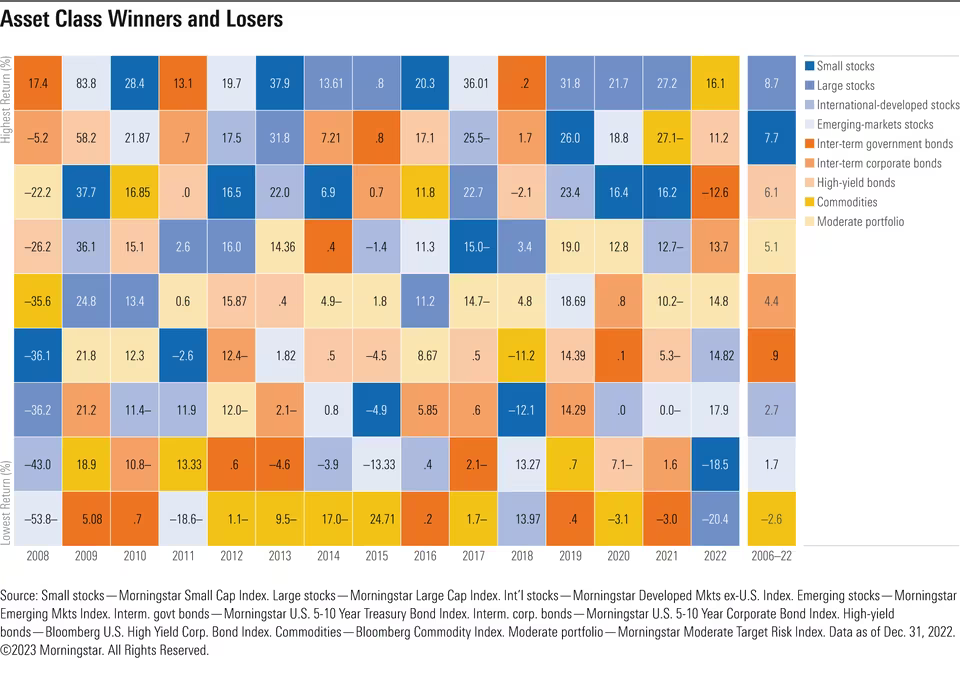 Asset Class Winners and Losers
Highest Return (%)
17.4 83.8 28.4 13.1 19.7 37.9 13.61 .8 20.3 36.01 .2 31.8 21.7 27.2 16.1 8.7
–5.2 58.2 21.87 .7 17.5 31.8 7.21 .8 17.1 25.5– 1.7 26.0 18.8 27.1– 11.2 7.7
–22.2 37.7 16.85 .0 16.5 22.0 6.9 0.7 11.8 22.7 –2.1 23.4 16.4 16.2 –12.6 6.1
–26.2 36.1 15.1 2.6 16.0 14.36 .4 –1.4 11.3 15.0– 3.4 19.0 12.8 12.7– 13.7 5.1
–35.6 24.8 13.4 0.6 15.87 .4 4.9– 1.8 11.2 14.7– 4.8 18.69 .8 10.2– 14.8 4.4
–36.1 21.8 12.3 –2.6 12.4– 1.82 .5 –4.5 8.67 .5 –11.2 14.39 .1 5.3– 14.82 .9
–36.2 21.2 11.4– 11.9 12.0– 2.1– 0.8 –4.9 5.85 .6 –12.1 14.29 .0 0.0– 17.9 2.7
–43.0 18.9 10.8– 13.33 .6 –4.6 –3.9 –13.33 .4 2.1– 13.27 .7 7.1– 1.6 –18.5 1.7
–53.8– 5.08 .7 –18.6– 1.1– 9.5– 17.0– 24.71 .2 1.7– 13.97 .4 –3.1 –3.0 –20.4 –2.6
Lowest Return (%)
2008 2009 2010 2011 2012 2013 2014 2015 2016 2017 2018 2019 2020 2021 2022 2006–22
Small stocks
Large stocks
International-developed stocks
Emerging-markets stocks
Inter-term government bonds
Inter-term corporate bonds
High-yield bonds
Commodities
Moderate portfolio
Source: Small stocks—Morningstar Small Cap Index. Large stocks—Morningstar Large Cap Index. Int'l stocks—Morningstar Developed Mkts ex-U.S. Index. Emerging stocks—Morningstar
Emerging Mkts Index. Interm. govt bonds—Morningstar U.S. 5-10 Year Treasury Bond Index. Interm. corp. bonds—Morningstar U.S. 5-10 Year Corporate Bond Index. High-yield
bonds—Bloomberg U.S. High Yield Corp. Bond Index. Commodities—Bloomberg Commodity Index. Moderate portfolio—Morningstar Moderate Target Risk Index. Data as of Dec. 31, 2022.
©2023 Morningstar. All Rights Reserved.